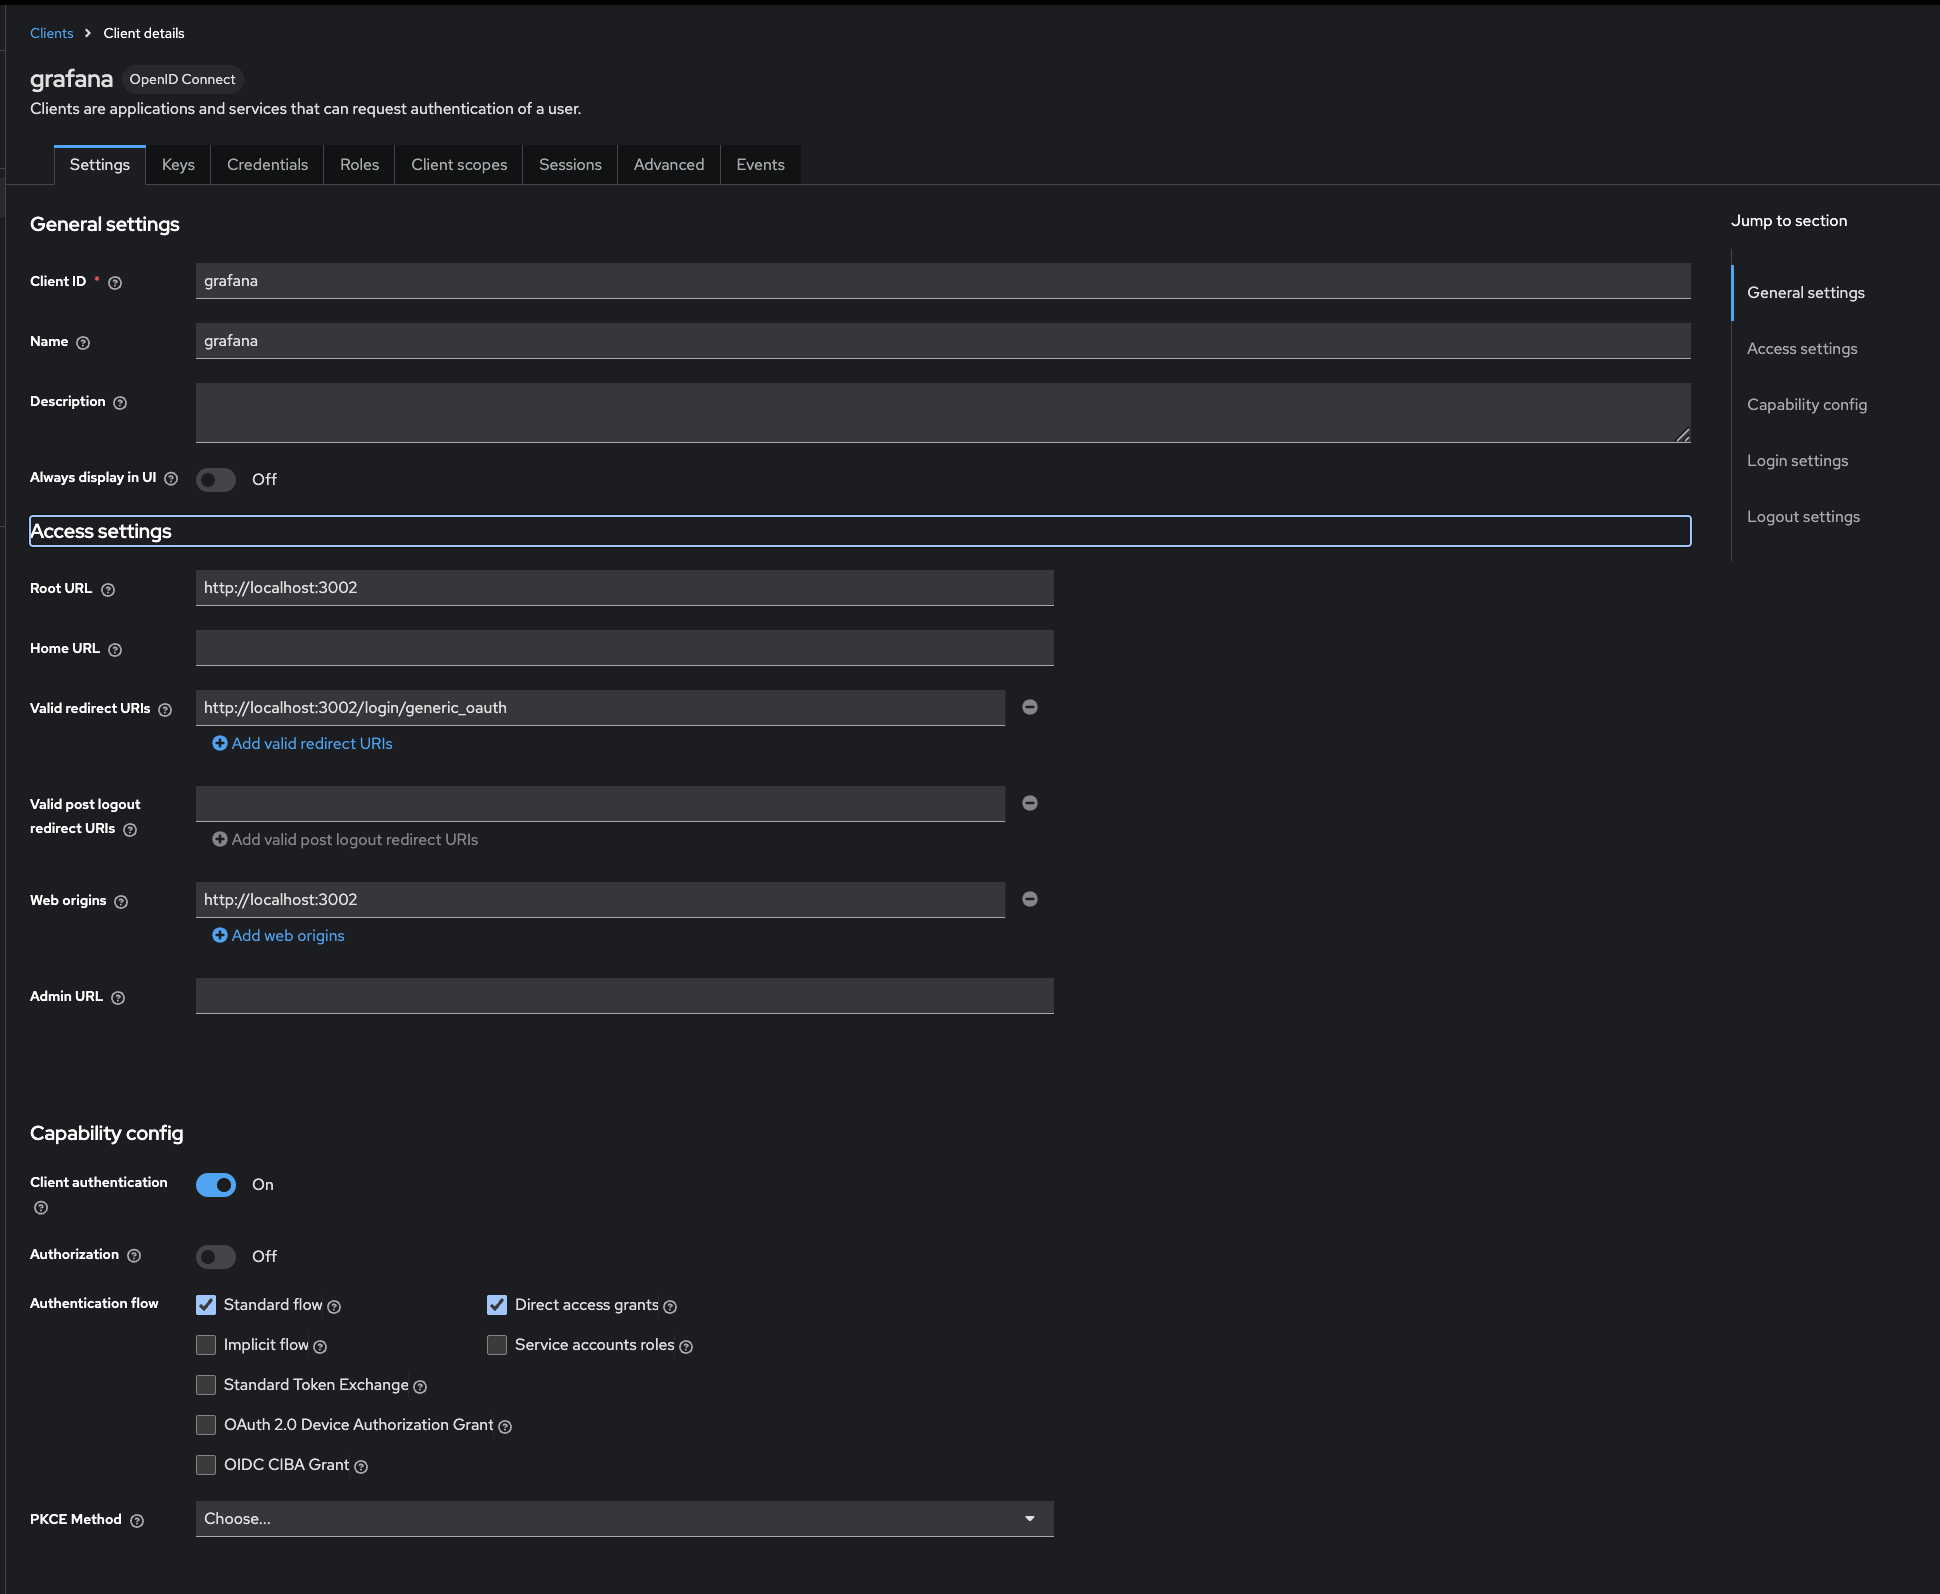 Clients > Client details
grafana OpenID Connect
Clients are applications and services that can request authentication of a user.
Settings Keys Credentials Roles Client scopes Sessions Advanced Events
General settings
Client ID *
grafana
Name
grafana
Description
Always display in UI
Off
Access settings
Root URL
http://localhost:3002
Home URL
Valid redirect URIs
http://localhost:3002/login/generic_oauth
Add valid redirect URIs
Valid post logout
redirect URIs
Add valid post logout redirect URIs
Web origins
http://localhost:3002
Add web origins
Admin URL
Capability config
Client authentication
On
Authorization
Off
Authentication flow
Standard flow
Direct access grants
Implicit flow
Service accounts roles
Standard Token Exchange
OAuth 2.0 Device Authorization Grant
OIDC CIBA Grant
PKCE Method
Choose...
Jump to section
General settings
Access settings
Capability config
Login settings
Logout settings